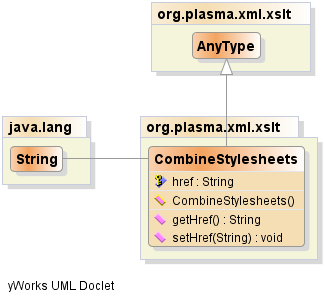 org.plasma.xml.xslt
AnyType
java.lang
org.plasma.xml.xslt
String
CombineStylesheets
href : String
CombineStylesheets()
getHref() : String
setHref(String) : void
yWorks UML Doclet